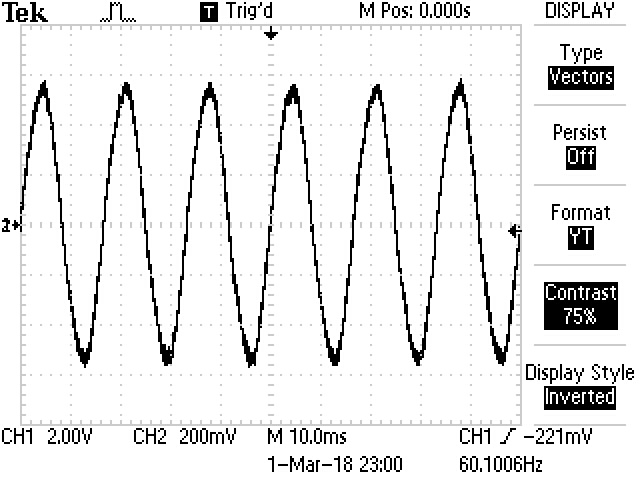 Tek T Trig'd M Pos: 0.000s DISPLAY
Type
Vectors
Persist
Off
Format
YT
Contrast
75%
Display Style
Inverted
2
CH1 2.00V CH2 200mV M 10.0ms CH1 -221mV
1-Mar-18 23:00 60.1006Hz